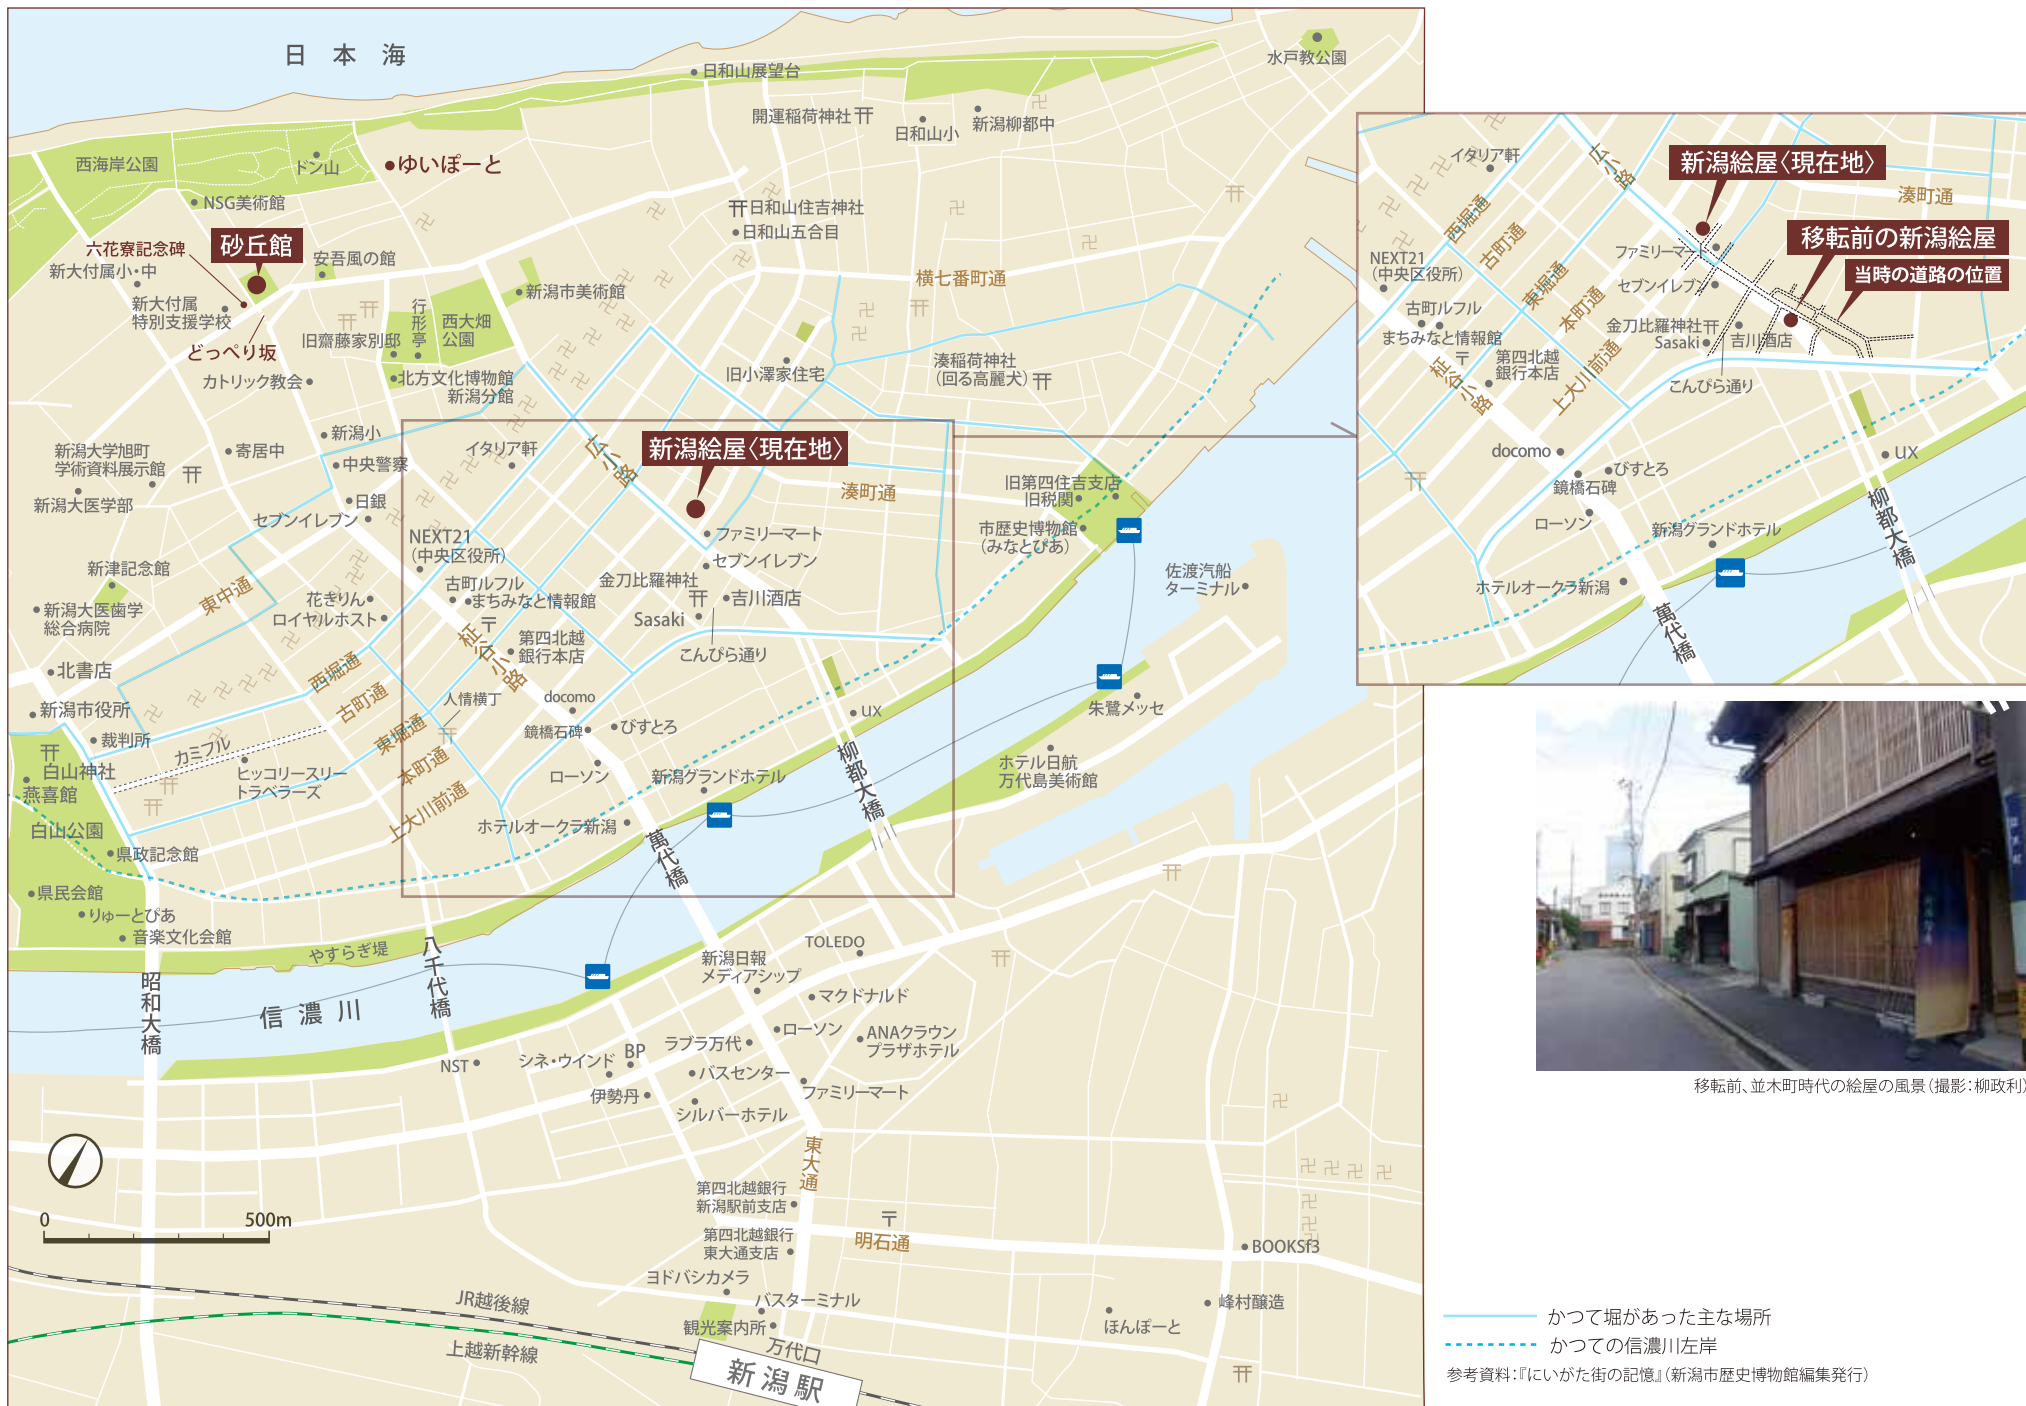 日本海
水戸教公園
日和山展望台
開運稲荷神社
日和山小
新潟柳都中
西海岸公園
ドン山
ゆいぽーと
NSG美術館
砂丘館
六花寮記念碑
新大付属小・中
新大付属
特別支援学校
どっぺり坂
安吾風の館
日和山住吉神社
日和山五合目
横七番町通
新潟市美術館
行形亭
西大畑
公園
旧齋藤家別邸
カトリック教会
北方文化博物館
新潟分館
旧小澤家住宅
湊稲荷神社
(回る高麗犬)
新潟小
寄居中
中央警察
新潟大学旭町
学術資料展示館
新潟大医学部
日銀
セブンイレブン
イタリア軒
広小路
新潟絵屋〈現在地〉
湊町通
旧第四住吉支店
旧税関
市歴史博物館
(みなとぴあ)
ファミリーマート
セブンイレブン
NEXT21
(中央区役所)
古町ルフル
まちみなと情報館
金刀比羅神社
吉川酒店
Sasaki
こんぴら通り
佐渡汽船
ターミナル
新津記念館
東中通
新潟大医歯学
総合病院
花きりん
ロイヤルホスト
〒
第四北越
銀行本店
柾谷小路
北書店
西堀通
古町通
人情横丁
docomo
鏡橋石碑
びすとろ
UX
朱鷺メッセ
新潟市役所
裁判所
カミフル
東堀通
本町通
上大川前通
ローソン
新潟グランドホテル
柳都大橋
ホテル日航
万代島美術館
白山神社
燕喜館
ヒッコリースリー
トラベラーズ
白山公園
県政記念館
ホテルオークラ新潟
萬代橋
県民会館
りゅーとぴあ
音楽文化会館
やすらぎ堤
八千代橋
昭和大橋
信濃川
新潟日報
メディアシップ
TOLEDO
マクドナルド
ローソン
ANAクラウン
プラザホテル
ラブラ万代
バスセンター
ファミリーマート
シルバーホテル
NST
シネ・ウインド
BP
伊勢丹
東大通
第四北越銀行
新潟駅前支店
第四北越銀行
東大通支店
〒
明石通
BOOKSf3
ヨドバシカメラ
バスターミナル
観光案内所
万代口
新潟駅
峰村醸造
ほんぽーと
0 500m
JR越後線
上越新幹線
イタリア軒
広小路
新潟絵屋〈現在地〉
湊町通
移転前の新潟絵屋
当時の道路の位置
西堀通
古町通
東堀通
本町通
上大川前通
NEXT21
(中央区役所)
古町ルフル
まちみなと情報館
〒
第四北越
銀行本店
柾谷小路
ファミリーマート
セブンイレブン
金刀比羅神社
Sasaki
吉川酒店
こんぴら通り
docomo
びすとろ
鏡橋石碑
ローソン
UX
柳都大橋
新潟グランドホテル
ホテルオークラ新潟
萬代橋
移転前、並木町時代の絵屋の風景(撮影:柳政利)
かつて堀があった主な場所
かつての信濃川左岸
参考資料:『にいがた街の記憶』(新潟市歴史博物館編集発行)